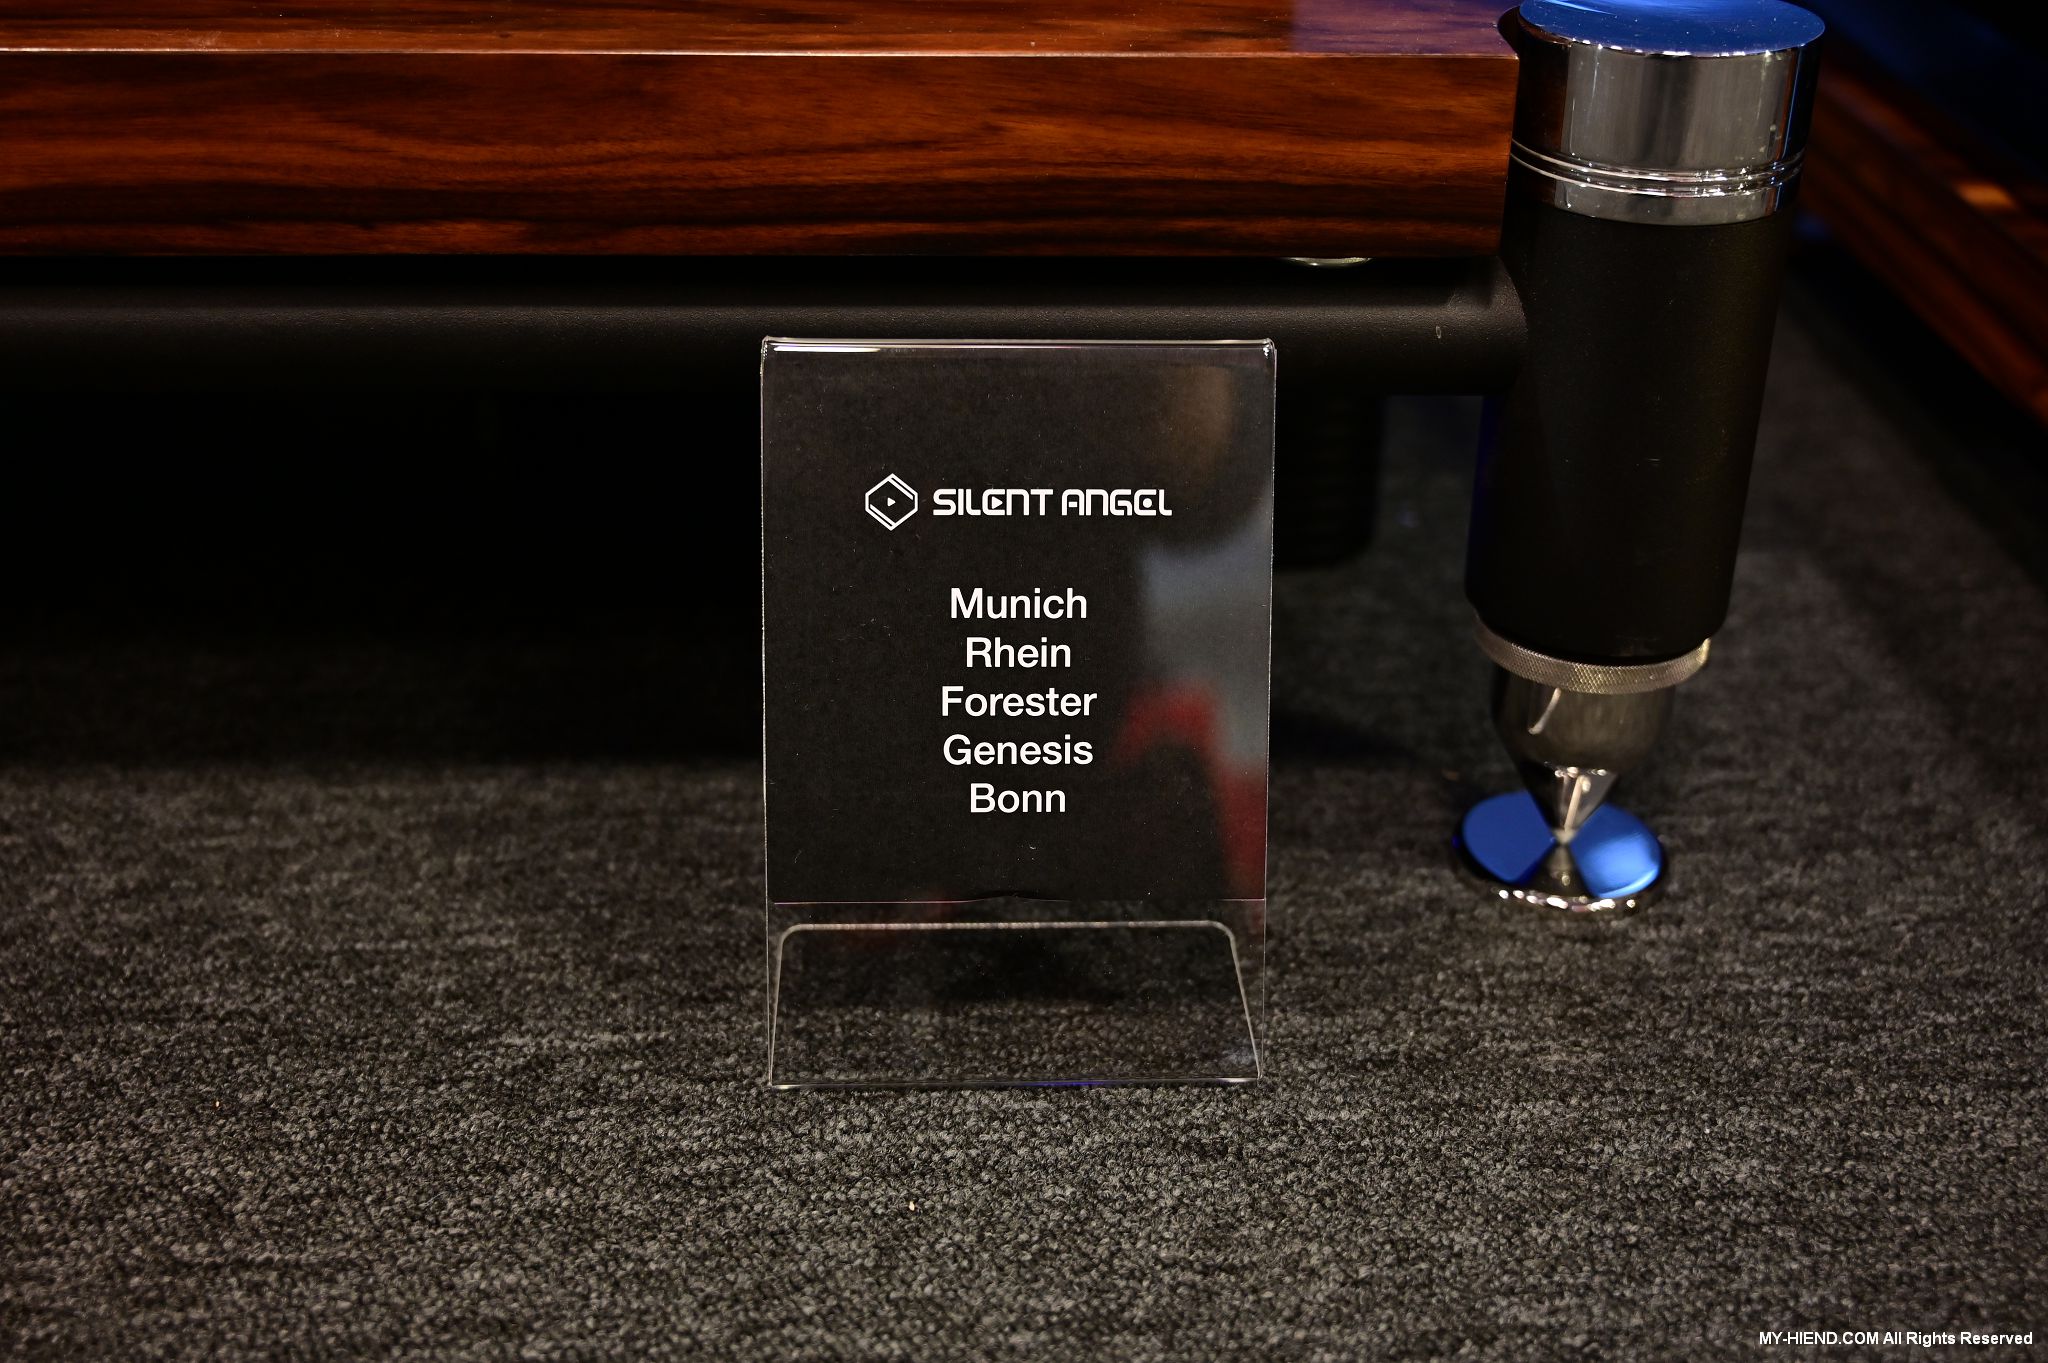 SILENT ANGEL
Munich
Rhein
Forester
Genesis
Bonn
MY-HIEND.COM All Rights Reserved